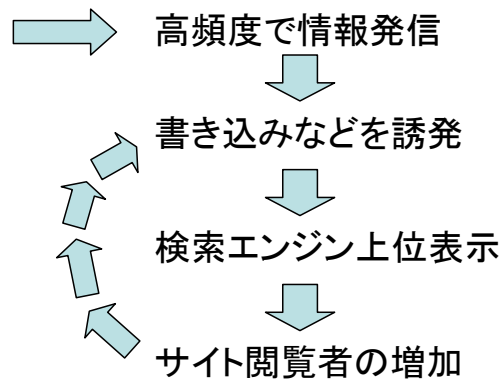 高頻度で情報発信
書き込みなどを誘発
検索エンジン上位表示
サイト閲覧者の増加